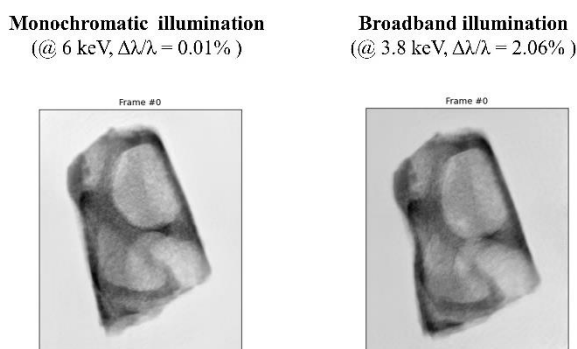 Monochromatic illumination
(@ 6 keV, Δλ/λ = 0.01% )
Frame #0
Broadband illumination
(@ 3.8 keV, Δλ/λ = 2.06% )
Frame #0